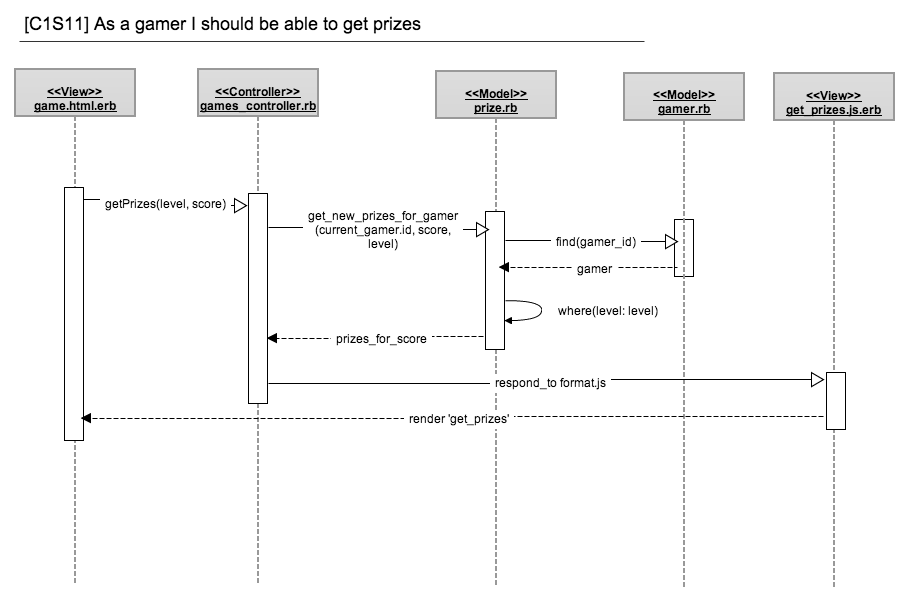 [C1S11] As a gamer I should be able to get prizes
<<View>>
game.html.erb
<<Controller>>
games_controller.rb
<<Model>>
prize.rb
<<Model>>
gamer.rb
<<View>>
get_prizes.js.erb
getPrizes(level, score)
get_new_prizes_for_gamer
(current_gamer.id, score,
level)
find(gamer_id)
gamer
where(level: level)
prizes_for_score
respond_to format.js
render 'get_prizes'